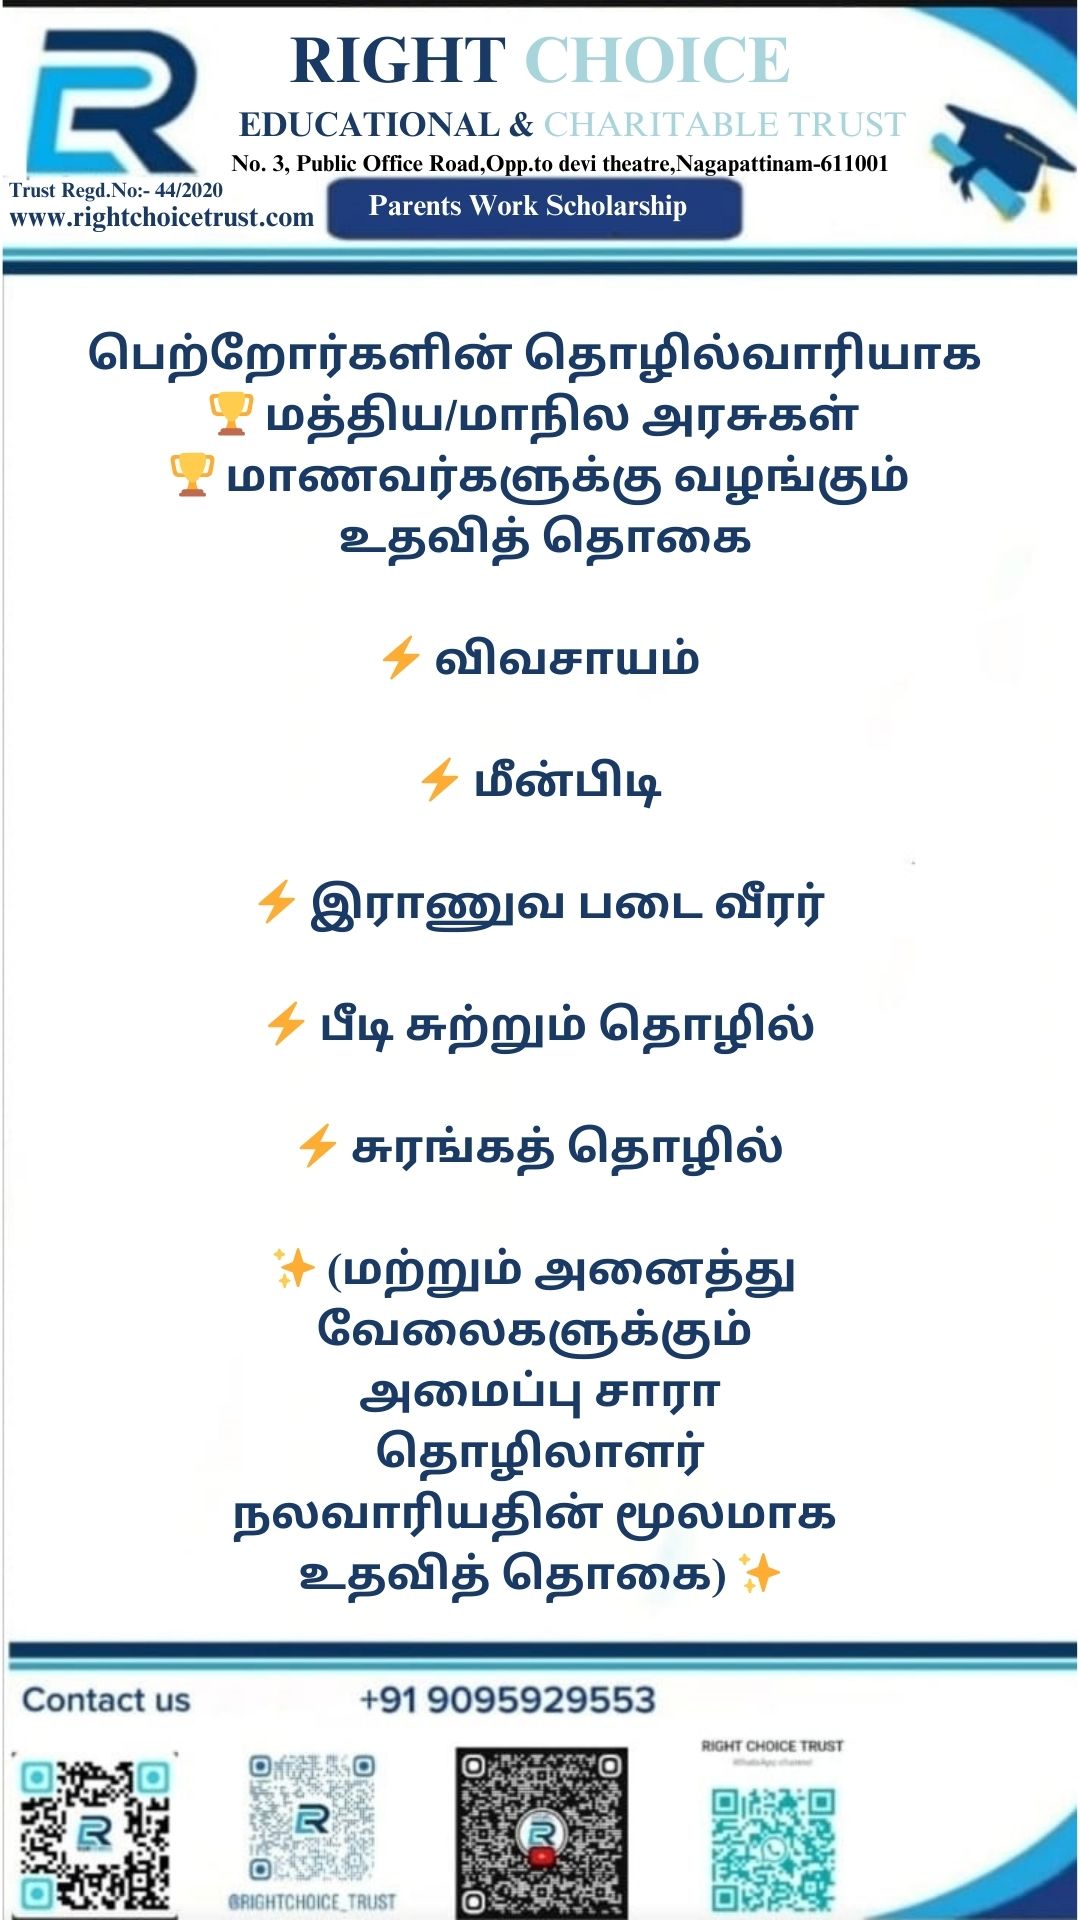 RIGHT CHOICE
EDUCATIONAL & CHARITABLE TRUST
No. 3, Public Office Road,Opp.to devi theatre,Nagapattinam-611001
Trust Regd.No:- 44/2020
www.rightchoicetrust.com
Parents Work Scholarship
பெற்றோர்களின் தொழில்வாரியாக
🏆 மத்திய/மாநில அரசுகள்
🏆 மாணவர்களுக்கு வழங்கும்
உதவித் தொகை
⚡ விவசாயம்
⚡ மீன்பிடி
⚡ இராணுவ படை வீரர்
⚡ பீடி சுற்றும் தொழில்
⚡ சுரங்கத் தொழில்
✨ (மற்றும் அனைத்து
வேலைகளுக்கும்
அமைப்பு சாரா
தொழிலாளர்
நலவாரியதின் மூலமாக
உதவித் தொகை) ✨
Contact us +91 9095929553
RIGHT CHOICE TRUST
WhatsApp channel
@RIGHTCHOICE_TRUST